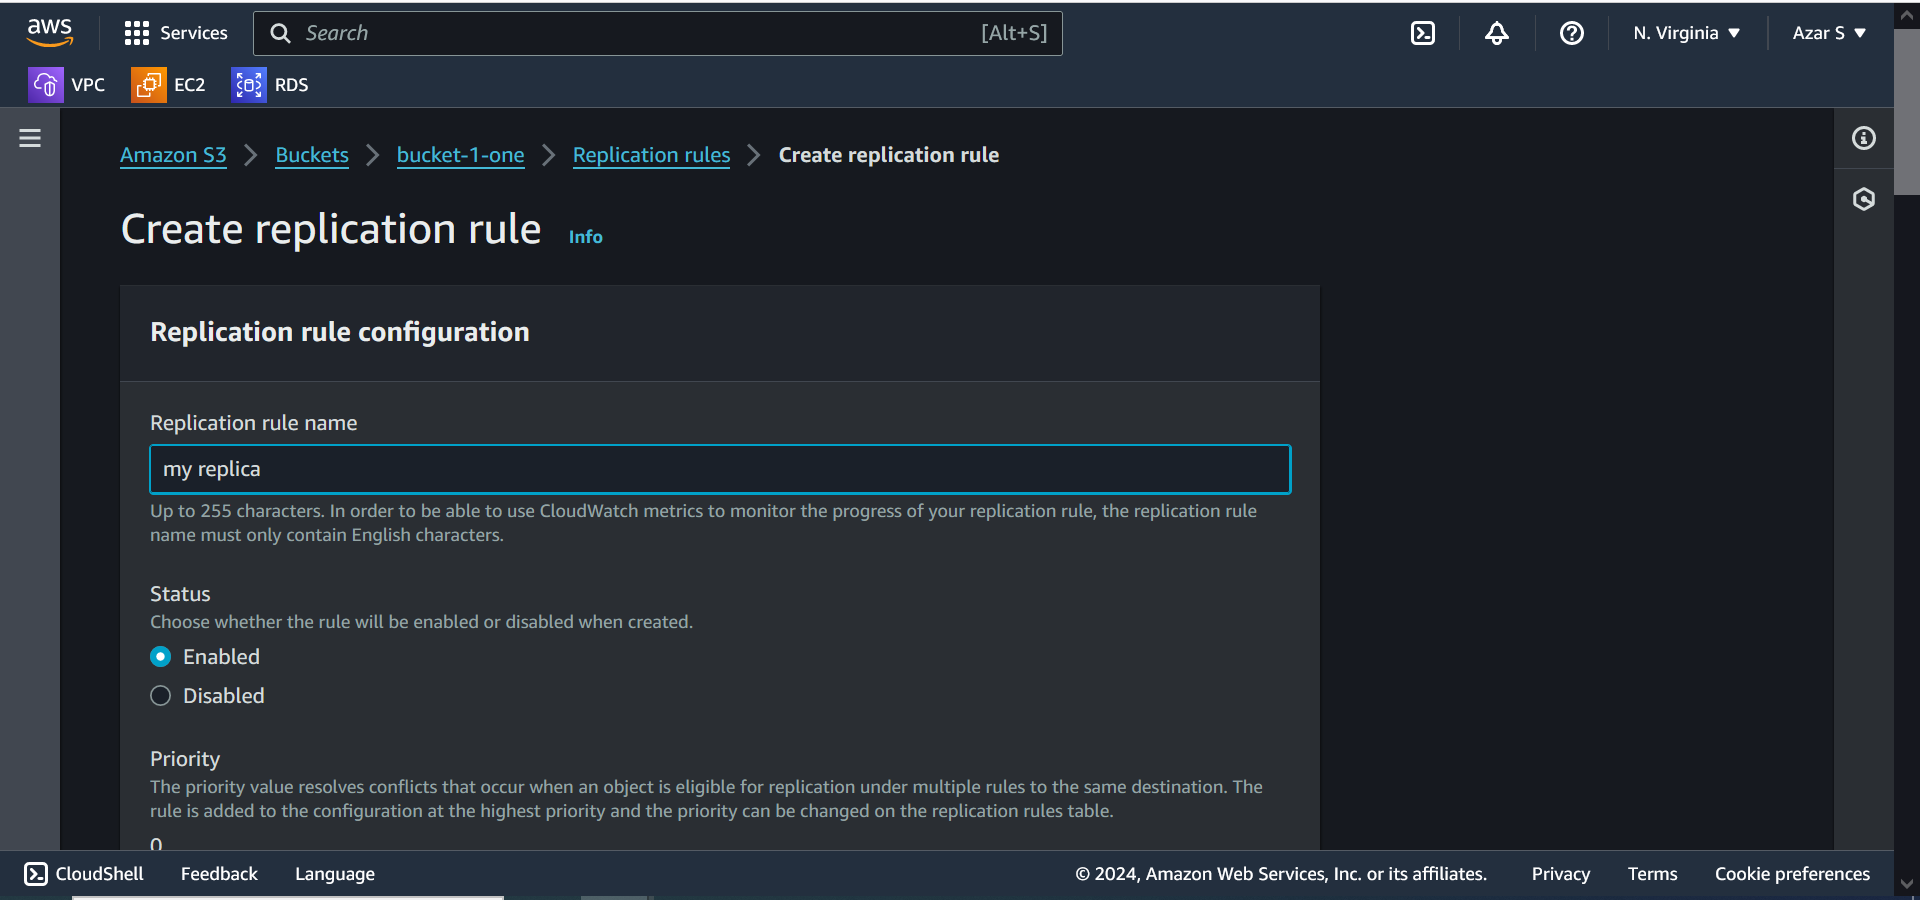 aws
Services
Search
[Alt+S]
N. Virginia
Azar S
VPC
EC2
RDS
Amazon S3
Buckets
bucket-1-one
Replication rules
Create replication rule
Create replication rule
Info
Replication rule configuration
Replication rule name
my replica
Up to 255 characters. In order to be able to use CloudWatch metrics to monitor the progress of your replication rule, the replication rule
name must only contain English characters.
Status
Choose whether the rule will be enabled or disabled when created.
Enabled
Disabled
Priority
The priority value resolves conflicts that occur when an object is eligible for replication under multiple rules to the same destination. The
rule is added to the configuration at the highest priority and the priority can be changed on the replication rules table.
0
CloudShell
Feedback
Language
© 2024, Amazon Web Services, Inc. or its affiliates.
Privacy
Terms
Cookie preferences